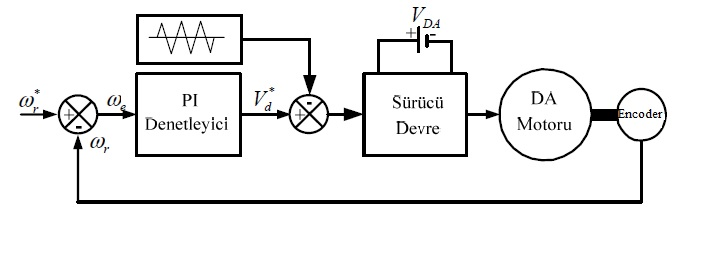 V_DA
+ -
-
ω_r^* ω_e PI V_d^* Sürücü DA
Denetleyici Devre Motoru Encoder
+ +
- ω_r